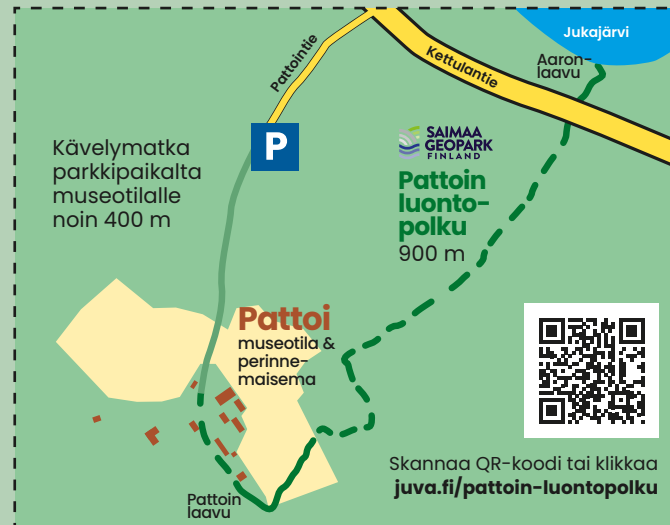 Jukajärvi
Aaron-
laavu
Pattointie
Kettulantie
P
Kävelymatka
parkkipaikalta
museotilalle
noin 400 m
SAIMAA
GEOPARK
FINLAND
Pattoin
luonto-
polku
900 m
Pattoi
museotila &
perinne-
maisema
Pattoin
laavu
Skannaa QR-koodi tai klikkaa
juva.fi/pattoin-luontopolku